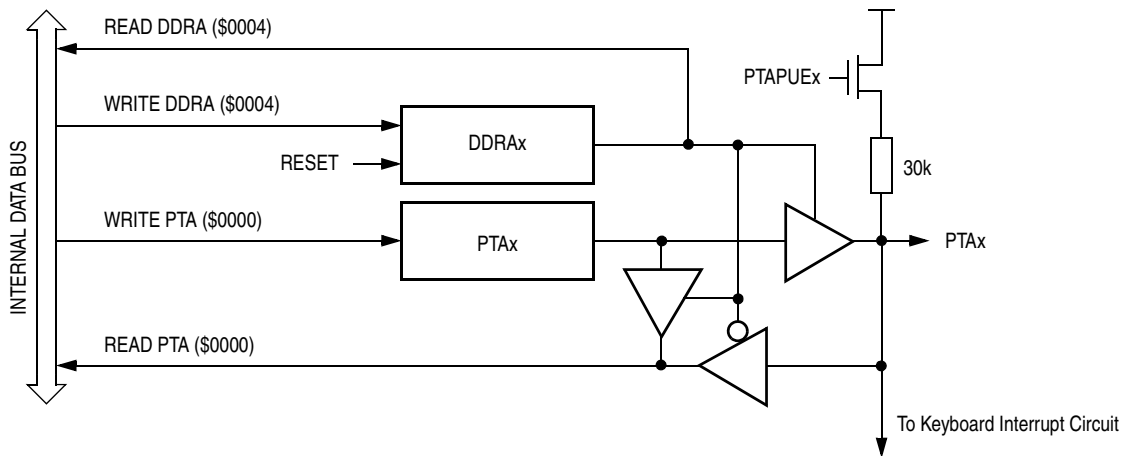 READ DDRA ($0004)
PTAPUEx
WRITE DDRA ($0004)
DDRAx
RESET
30k
WRITE PTA ($0000)
PTAx
PTAx
INTERNAL DATA BUS
READ PTA ($0000)
To Keyboard Interrupt Circuit